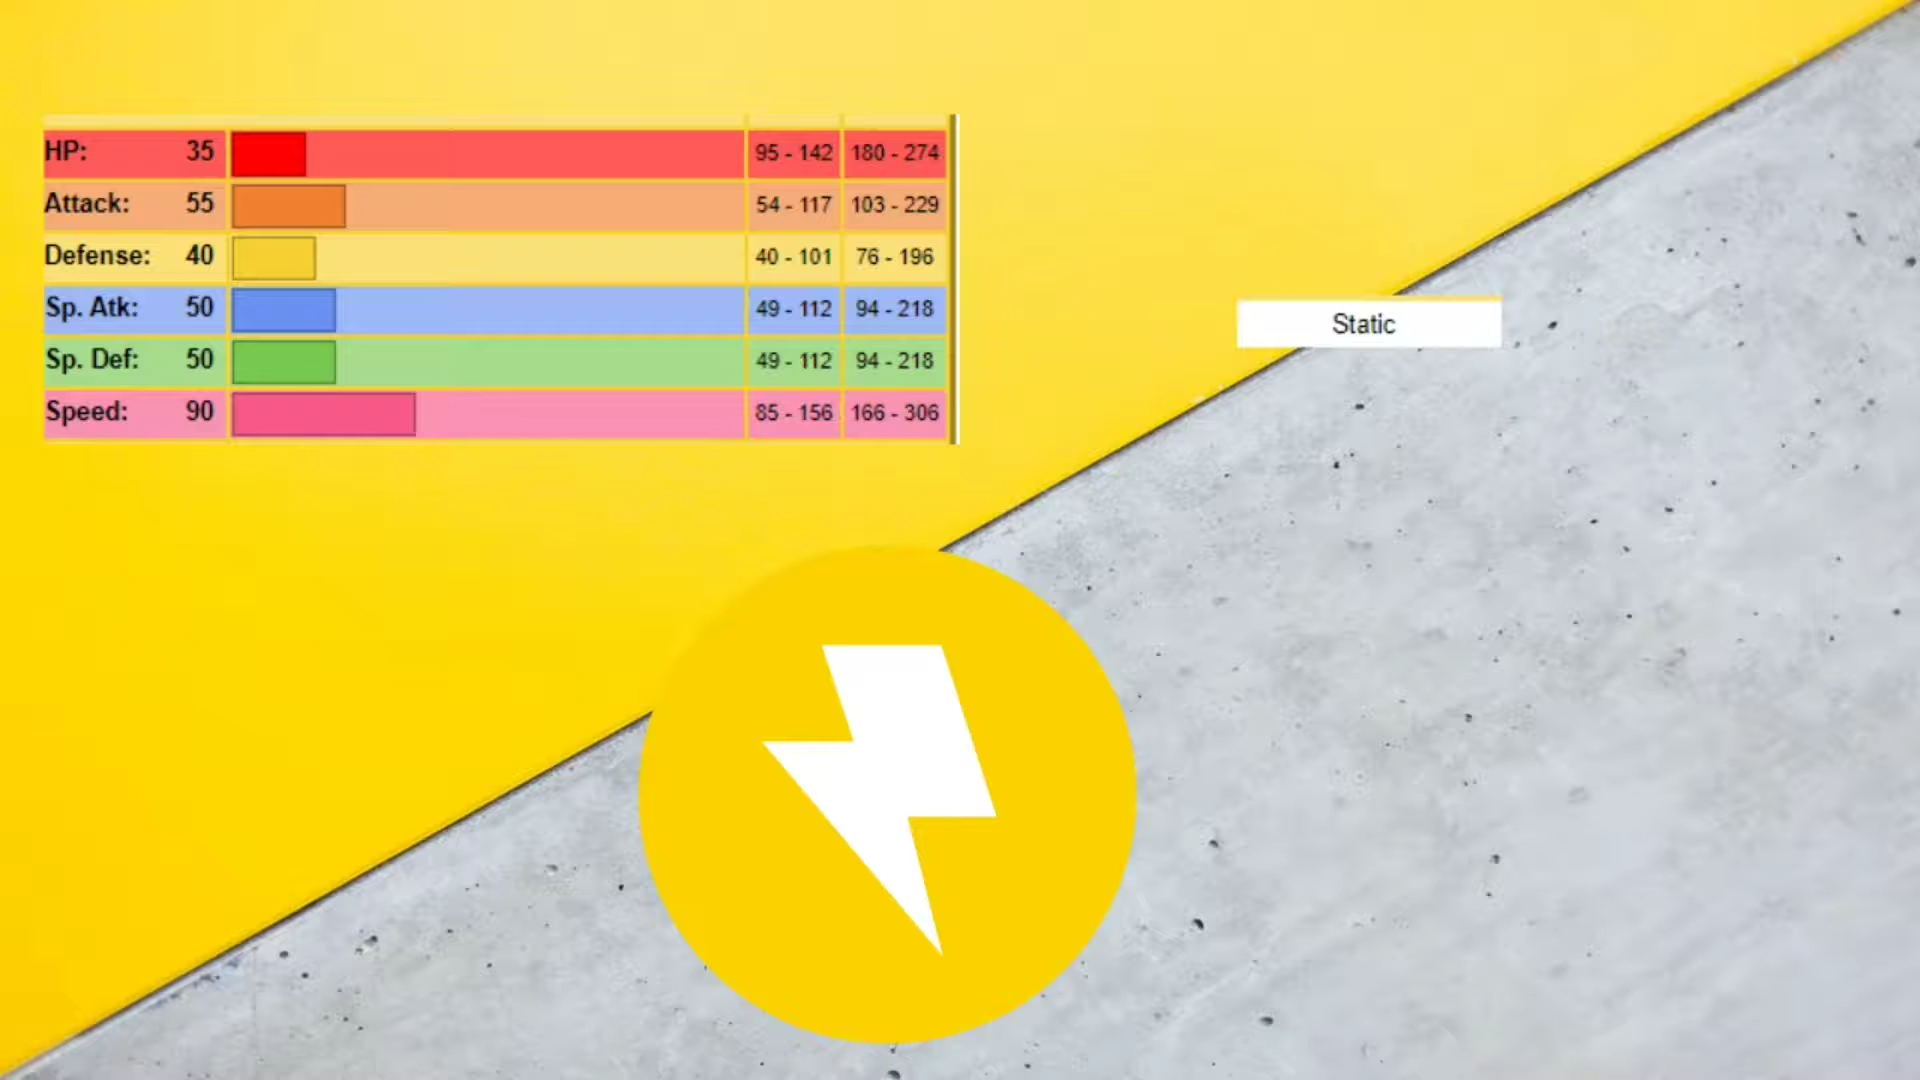 HP: 35 95 - 142 180 - 274
Attack: 55 54 - 117 103 - 229
Defense: 40 40 - 101 76 - 196
Sp. Atk: 50 49 - 112 94 - 218
Sp. Def: 50 49 - 112 94 - 218
Speed: 90 85 - 156 166 - 306
Static